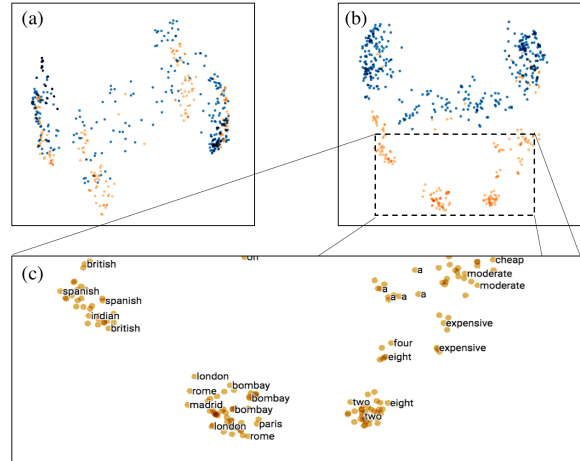 (a)
(b)
(c)
british
cheap
a
moderate
spanish
a
moderate
spanish
a a
a
indian
expensive
british
four
expensive
eight
london
rome
bombay
bombay
madrid
bombay
two
eight
london
paris
two
rome